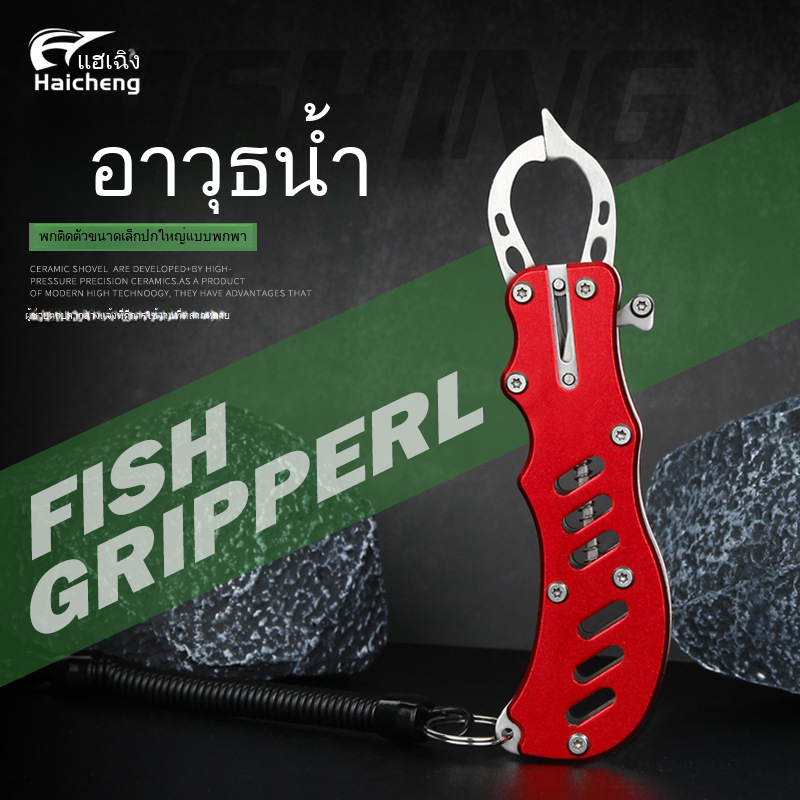 FISHING
แฮเฉิง
Haicheng
อาวุธน้ำ
พกติดตัวขนาดเล็กปกใหญ่แบบพกพา
CERAMIC SHOVEL ARE DEVELOPED+BY HIGH-
PRESSURE PRECISION CERAMICS.AS A PRODUCT
OF MODERN HIGH TECHNOOGY, THEY HAVE ADVANTAGES THAT
FISH
GRIPPERL